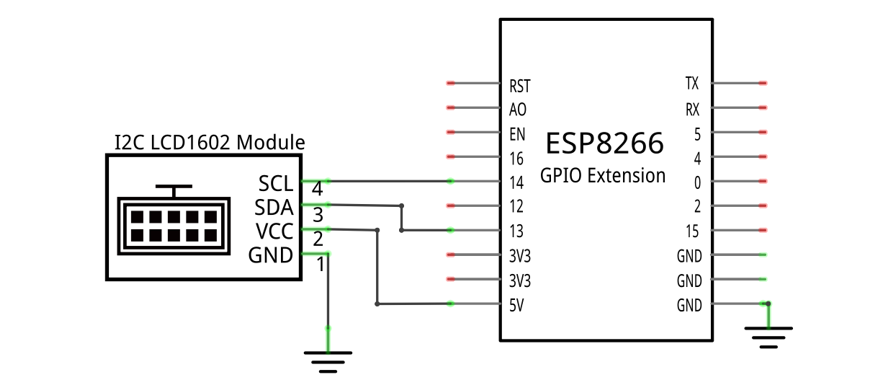 I2C LCD1602 Module
SCL
4
SDA
3
VCC
2
GND
1
ESP8266
GPIO Extension
RST
AO
EN
16
14
12
13
3V3
3V3
5V
TX
RX
5
4
0
2
15
GND
GND
GND